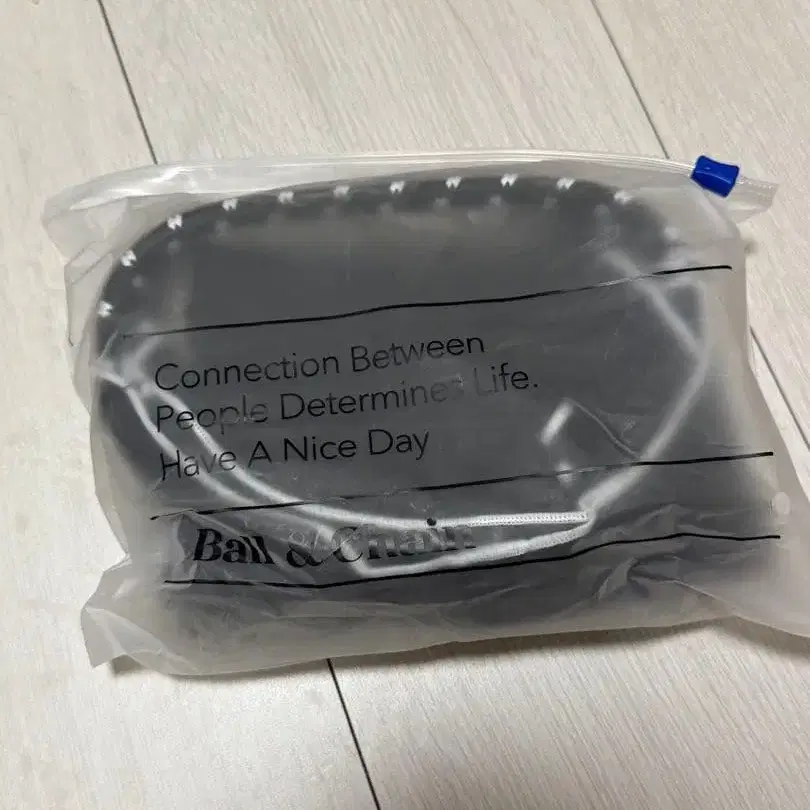 Connection Between
People Determines Life.
Have A Nice Day
Ball & Chain